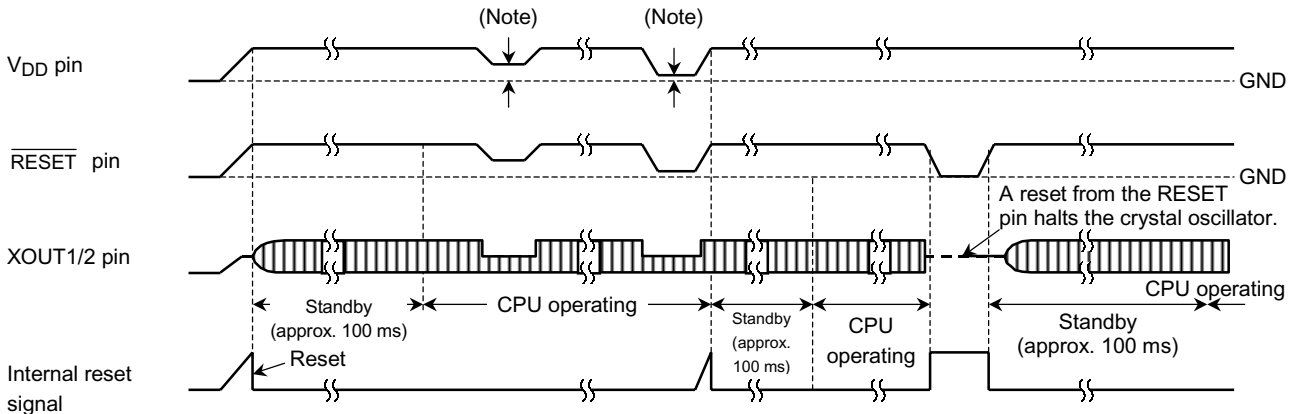 (Note) (Note)
VDD pin
GND
RESET pin
GND
A reset from the RESET
pin halts the crystal oscillator.
XOUT1/2 pin
CPU operating
Standby
(approx. 100 ms)
CPU operating
Standby
(approx.
100 ms)
CPU
operating
Standby
(approx. 100 ms)
Reset
Internal reset
signal